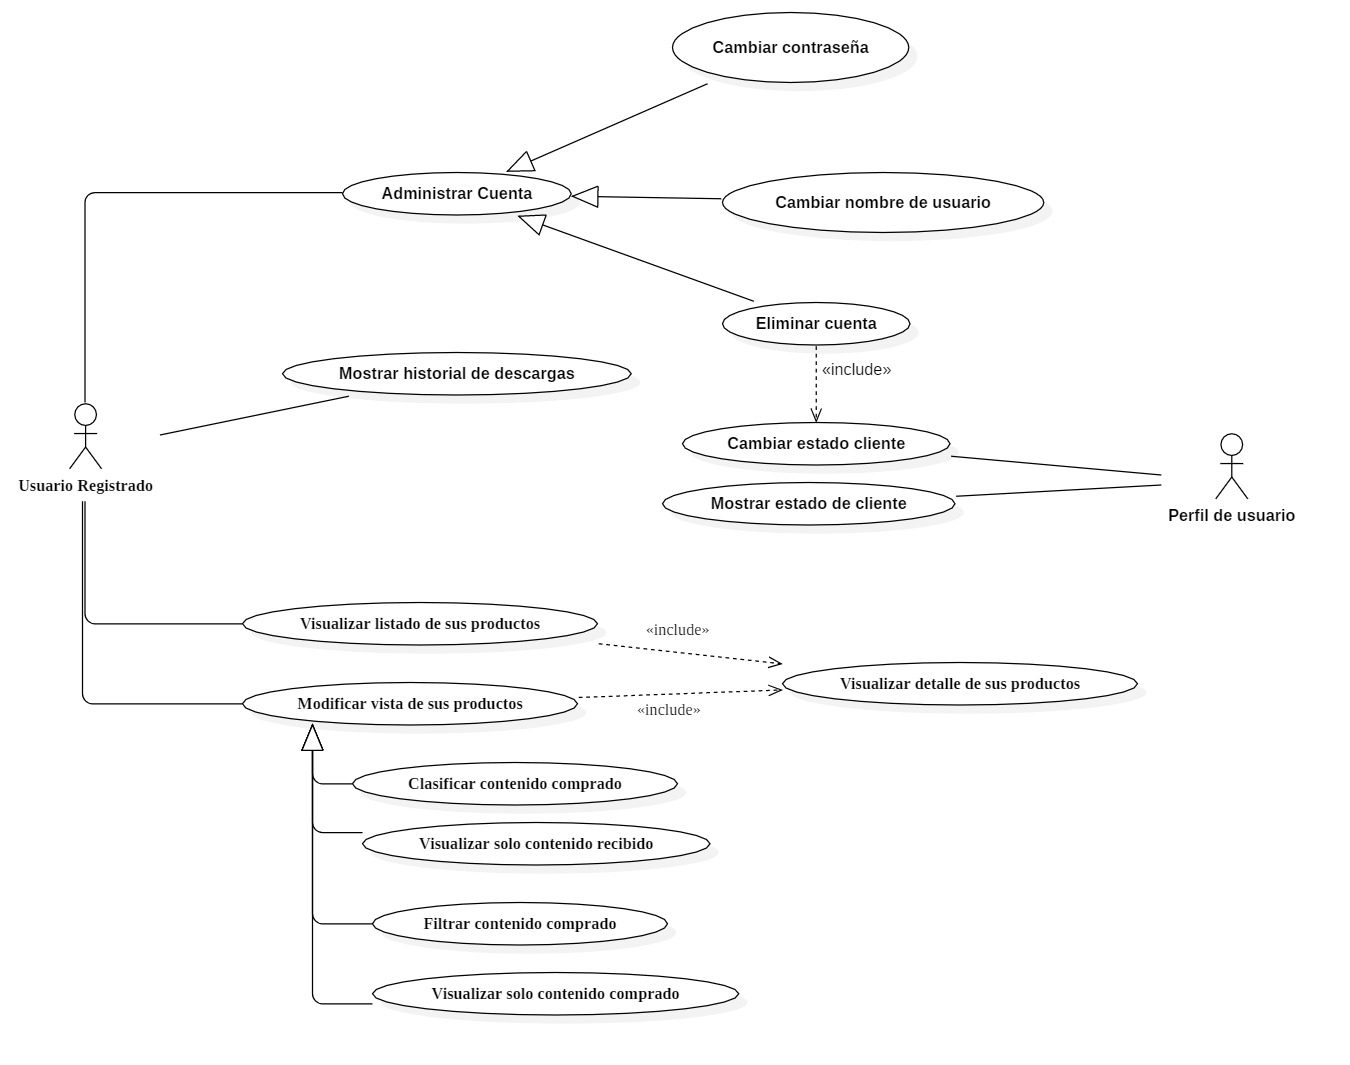 Cambiar contraseña
Administrar Cuenta
Cambiar nombre de usuario
Eliminar cuenta
«include»
Mostrar historial de descargas
Cambiar estado cliente
Usuario Registrado
Mostrar estado de cliente
Perfil de usuario
Visualizar listado de sus productos
«include»
Visualizar detalle de sus productos
Modificar vista de sus productos
«include»
Clasificar contenido comprado
Visualizar solo contenido recibido
Filtrar contenido comprado
Visualizar solo contenido comprado